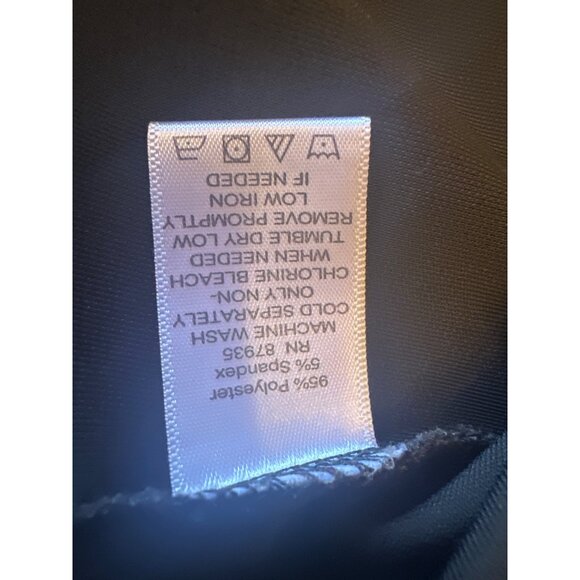 95% Polyester
5% Spandex
RN 87935
MACHINE WASH
COLD SEPARATELY
ONLY NON-
CHLORINE BLEACH
WHEN NEEDED
TUMBLE DRY LOW
REMOVE PROMPTLY
LOW IRON
IF NEEDED